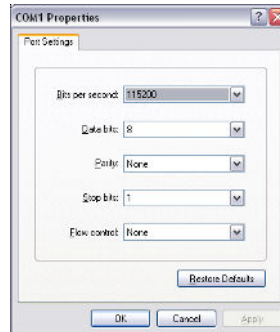 COM1 Properties
Port Settings
Bits per second: 115200
Data bits: 8
Parity: None
Stop bits: 1
Flow control: None
Restore Defaults
OK
Cancel
Apply